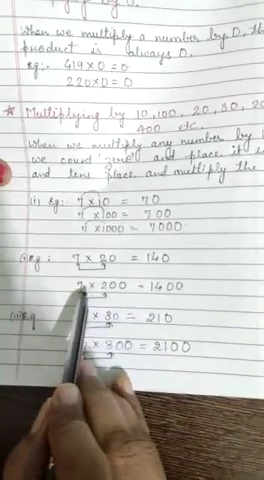 When we multiply a number by 0, the
product is always 0.
eg:- 419 × 0 = 0
220 × 0 = 0
* Multiplying by 10, 100, 20, 30, 20
400 etc.
When we multiply any number by
we count zero and place it
and tens place and multiply the
(i) Eg:- 7 × 10 = 70
7 × 100 = 700
7 × 1000 = 7000
(ii) Eg: 7 × 20 = 140
7 × 200 = 1400
(iii) Eg × 30 = 210
× 300 = 2100